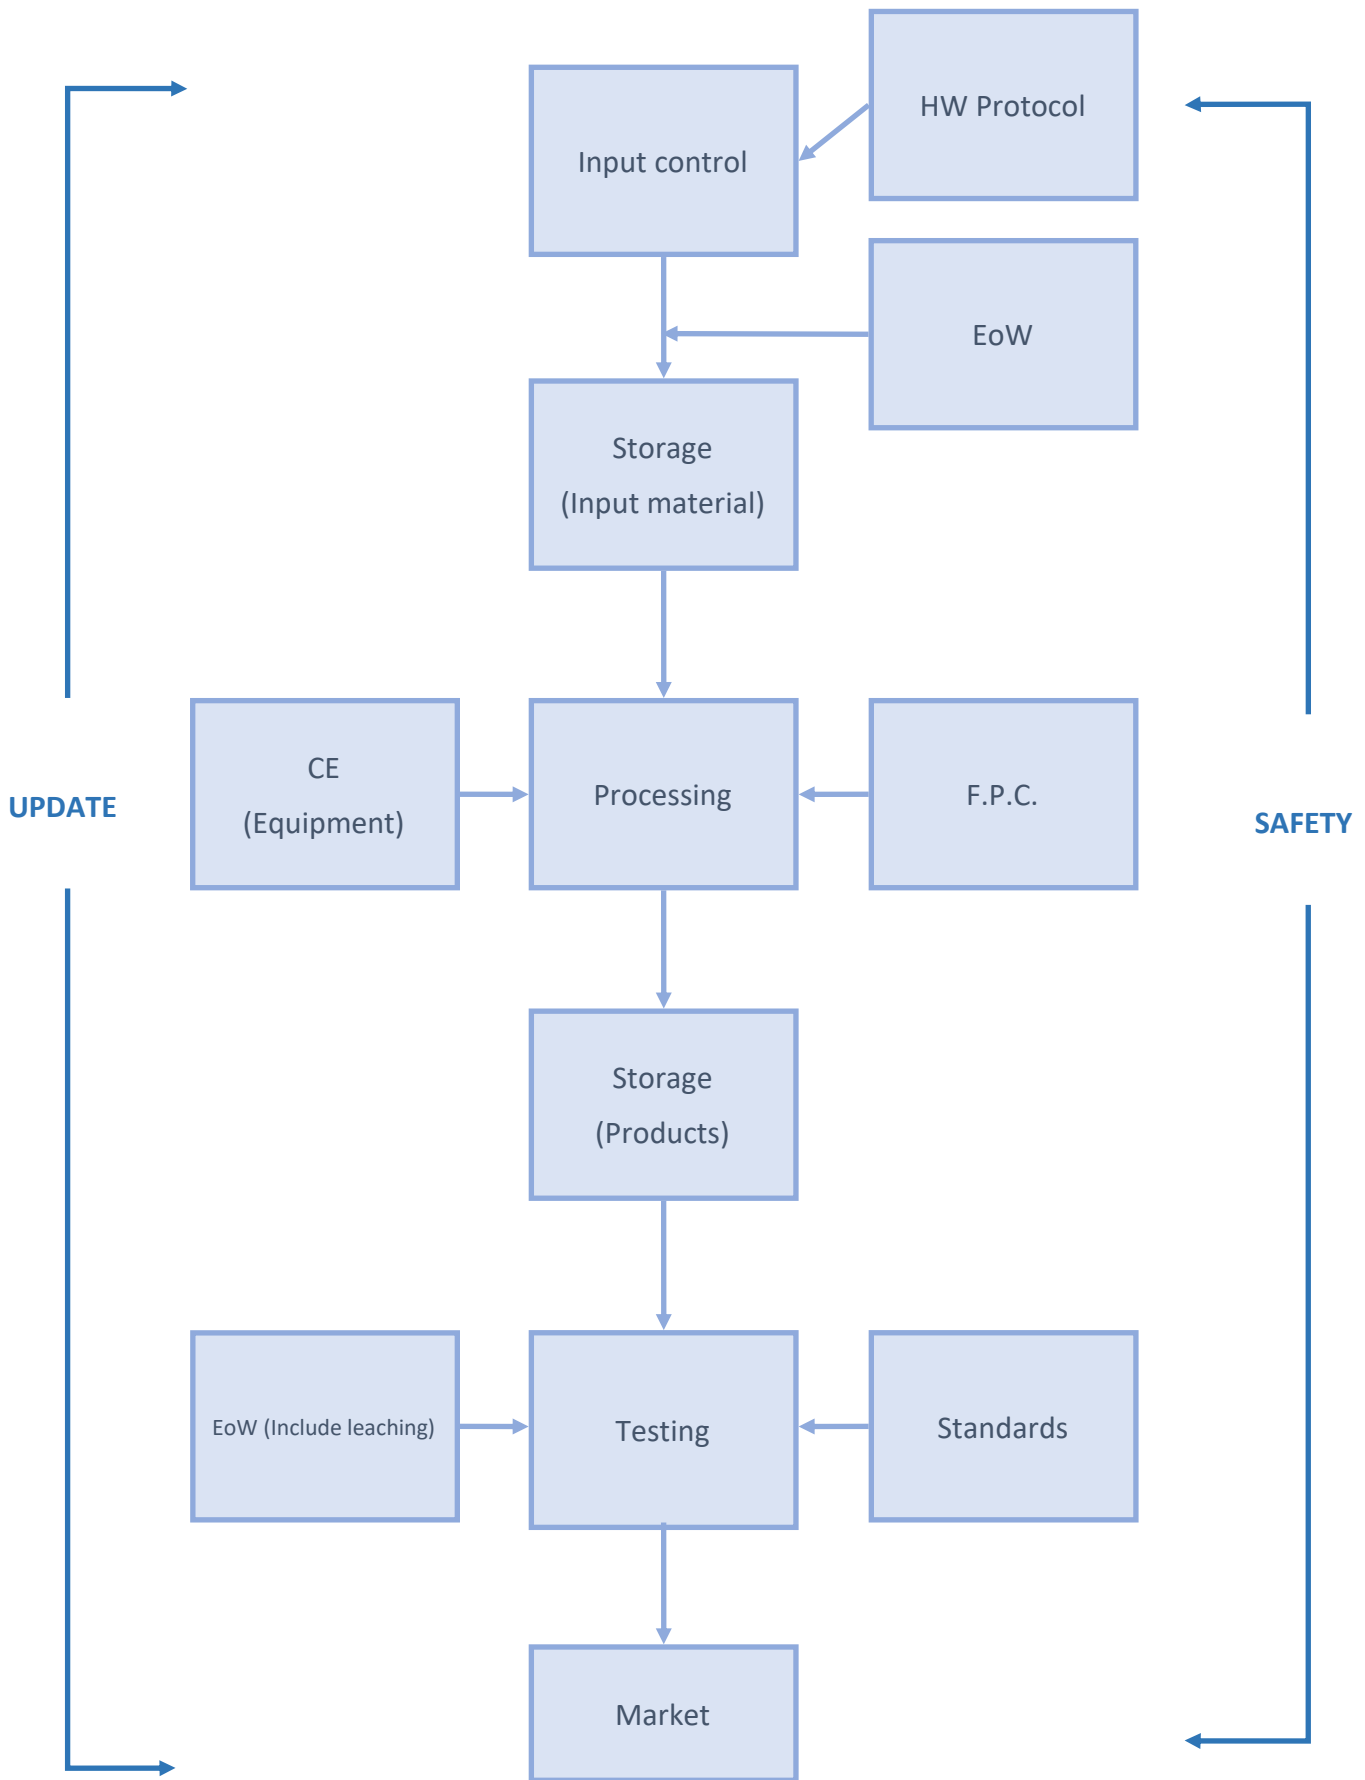 HW Protocol
Input control
EoW
Storage
(Input material)
CE
(Equipment)
Processing
F.P.C.
UPDATE
SAFETY
Storage
(Products)
EoW (Include leaching)
Testing
Standards
Market